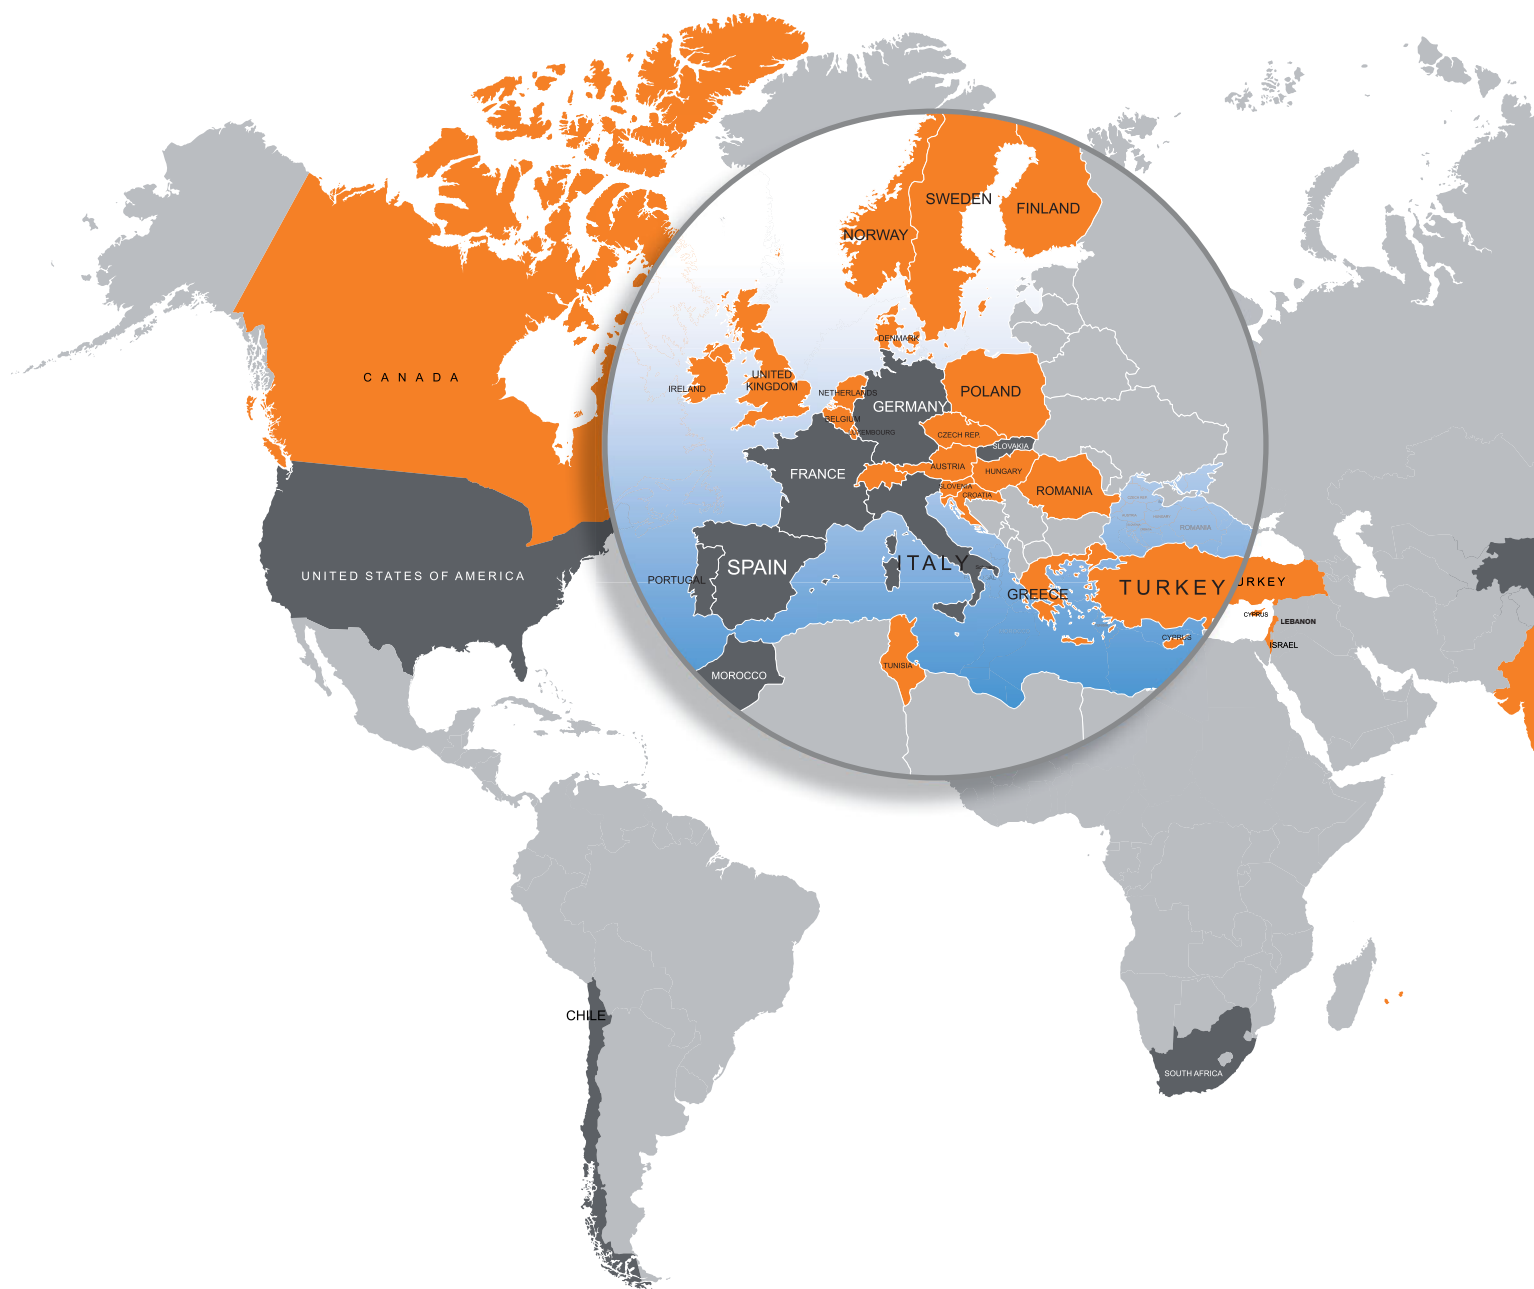 SWEDEN
FINLAND
NORWAY
DENMARK
UNITED
KINGDOM
IRELAND
NETHERLANDS
POLAND
GERMANY
BELGIUM
CZECH REP.
SLOVAKIA
FRANCE
AUSTRIA
HUNGARY
SLOVENIA
CROATIA
ROMANIA
ROMANIA
CANADA
UNITED STATES OF AMERICA
PORTUGAL
SPAIN
ITALY
GREECE
TURKEY
URKEY
CYPRUS
CYPRUS
LEBANON
ISRAEL
TUNISIA
MOROCCO
CHILE
SOUTH AFRICA